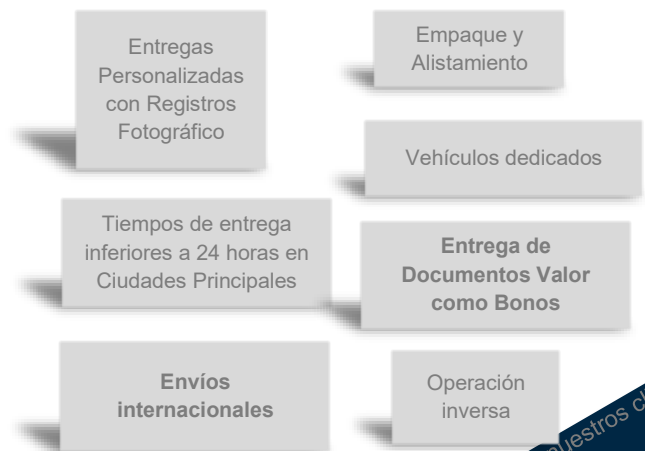 Entregas
Personalizadas
con Registros
Fotográfico
Empaque y
Alistamiento
Vehículos dedicados
Tiempos de entrega
inferiores a 24 horas en
Ciudades Principales
Entrega de
Documentos Valor
como Bonos
Envíos
internacionales
Operación
inversa